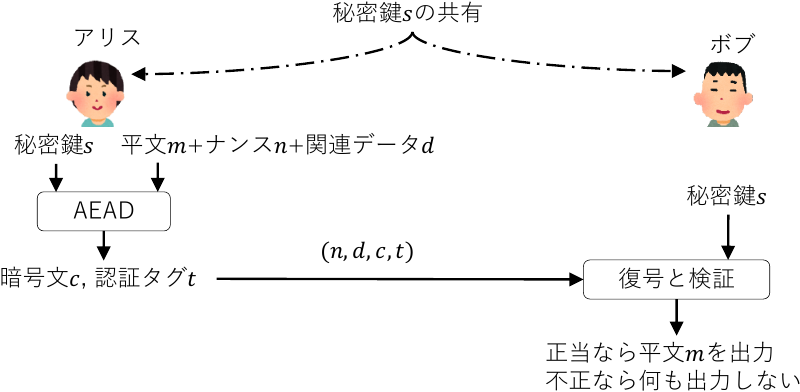 秘密鍵sの共有
アリス
ボブ
秘密鍵s
平文m+ナンスn+関連データd
AEAD
秘密鍵s
(n, d, c, t)
暗号文c, 認証タグt
復号と検証
正当なら平文mを出力
不正なら何も出力しない